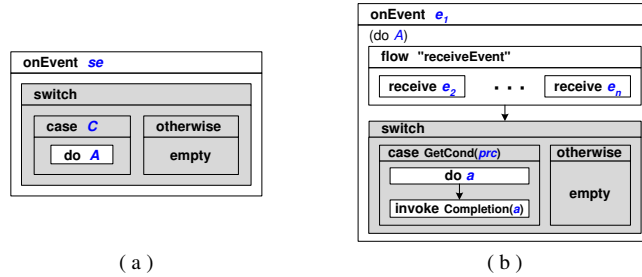 onEvent se
switch
case C
otherwise
do A
empty
( a )
onEvent e1
(do A)
flow "receiveEvent"
receive e2 . . . receive en
switch
case GetCond(prc)
otherwise
do a
empty
invoke Completion(a)
( b )